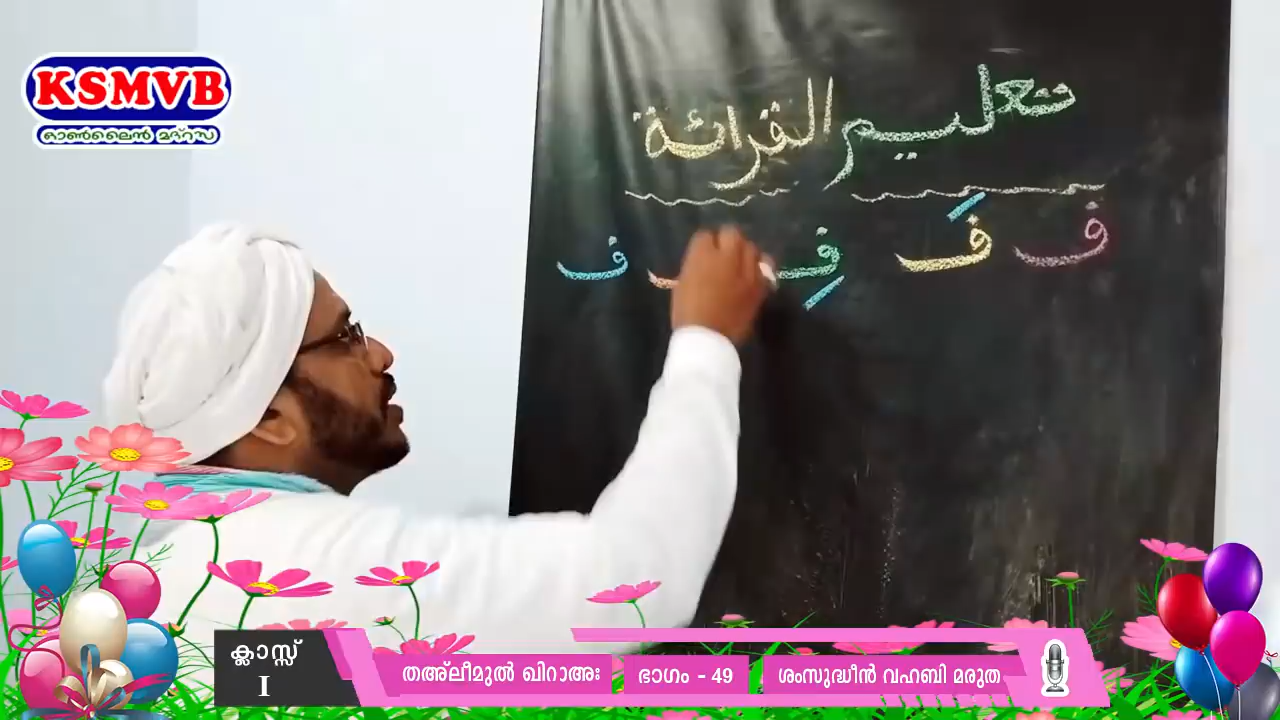 KSMVB
ഓൺലൈൻ മദ്റസ
تعليم القرائة
ف فَ فِ ف
ക്ലാസ്സ്
I
തഅ്ലീമുൽ ഖിറാഅഃ
ഭാഗം - 49
ശംസുദ്ധീൻ വഹബി മരുത